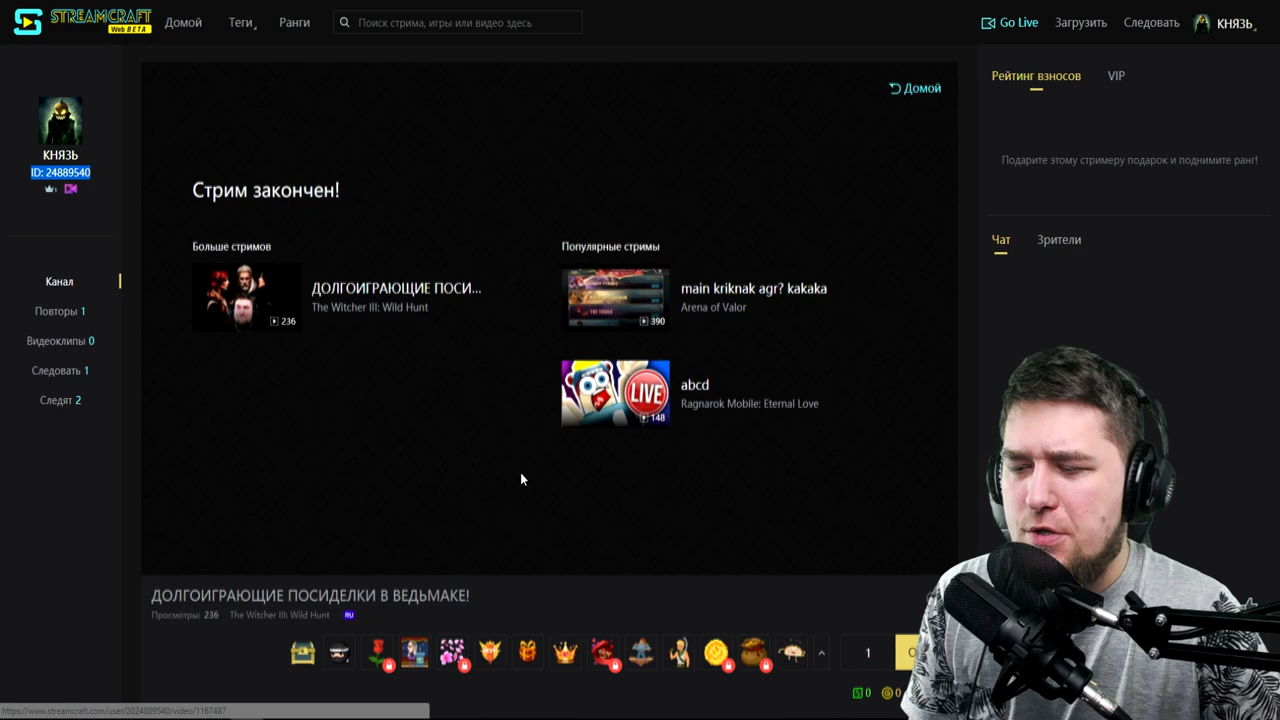 STREAMCRAFT
Web BETA
Домой
Теги
Ранги
Поиск стрима, игры или видео здесь
Go Live
Загрузить
Следовать
КНЯЗЬ
КНЯЗЬ
ID: 24889540
Канал
Повторы 1
Видеоклипы 0
Следовать 1
Следят 2
Домой
Стрим закончен!
Больше стримов
ДОЛГОИГРАЮЩИЕ ПОСИ...
The Witcher III: Wild Hunt
236
Популярные стримы
main kriknak agr? kakaka
Arena of Valor
390
abcd
Ragnarok Mobile: Eternal Love
LIVE
148
Рейтинг взносов
VIP
Подарите этому стримеру подарок и поднимите ранг!
Чат
Зрители
ДОЛГОИГРАЮЩИЕ ПОСИДЕЛКИ В ВЕДЬМАКЕ!
Просмотры: 236
The Witcher III: Wild Hunt
RU
1
0
0
https://www.streamcraft.com/user/2024889540/video/1167487